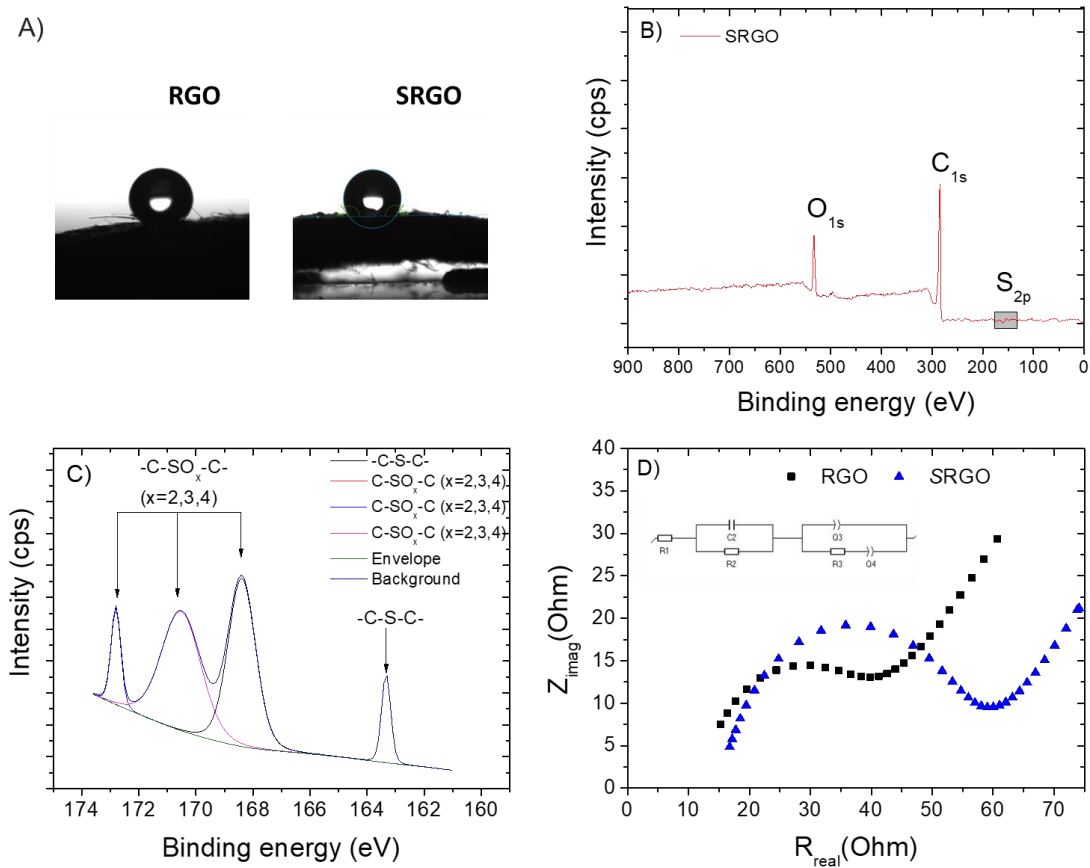 A)
RGO
SRGO
B)
SRGO
Intensity (cps)
O1s
C1s
S2p
900 800 700 600 500 400 300 200 100 0
Binding energy (eV)
C)
-C-SOx-C-
(x=2,3,4)
-C-S-C-
C-SOx-C (x=2,3,4)
C-SOx-C (x=2,3,4)
C-SOx-C (x=2,3,4)
Envelope
Background
-C-S-C-
Intensity (cps)
174 172 170 168 166 164 162 160
Binding energy (eV)
D)
RGO
SRGO
R1
C2
R2
Q3
R3
Q4
Zimag(Ohm)
40
35
30
25
20
15
10
5
0
0 10 20 30 40 50 60 70
Rreal(Ohm)